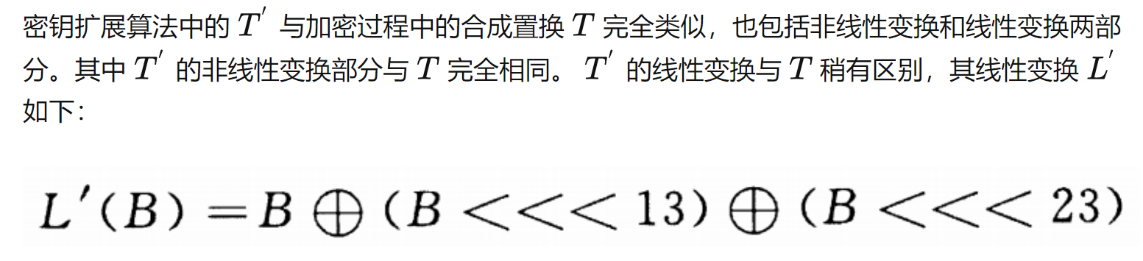 密钥扩展算法中的 T′ 与加密过程中的合成置换 T 完全类似，也包括非线性变换和线性变换两部
分。其中 T′ 的非线性变换部分与 T 完全相同。 T′ 的线性变换与 T 稍有区别，其线性变换 L′
如下：
L′(B) = B ⊕ (B <<< 13) ⊕ (B <<< 23)